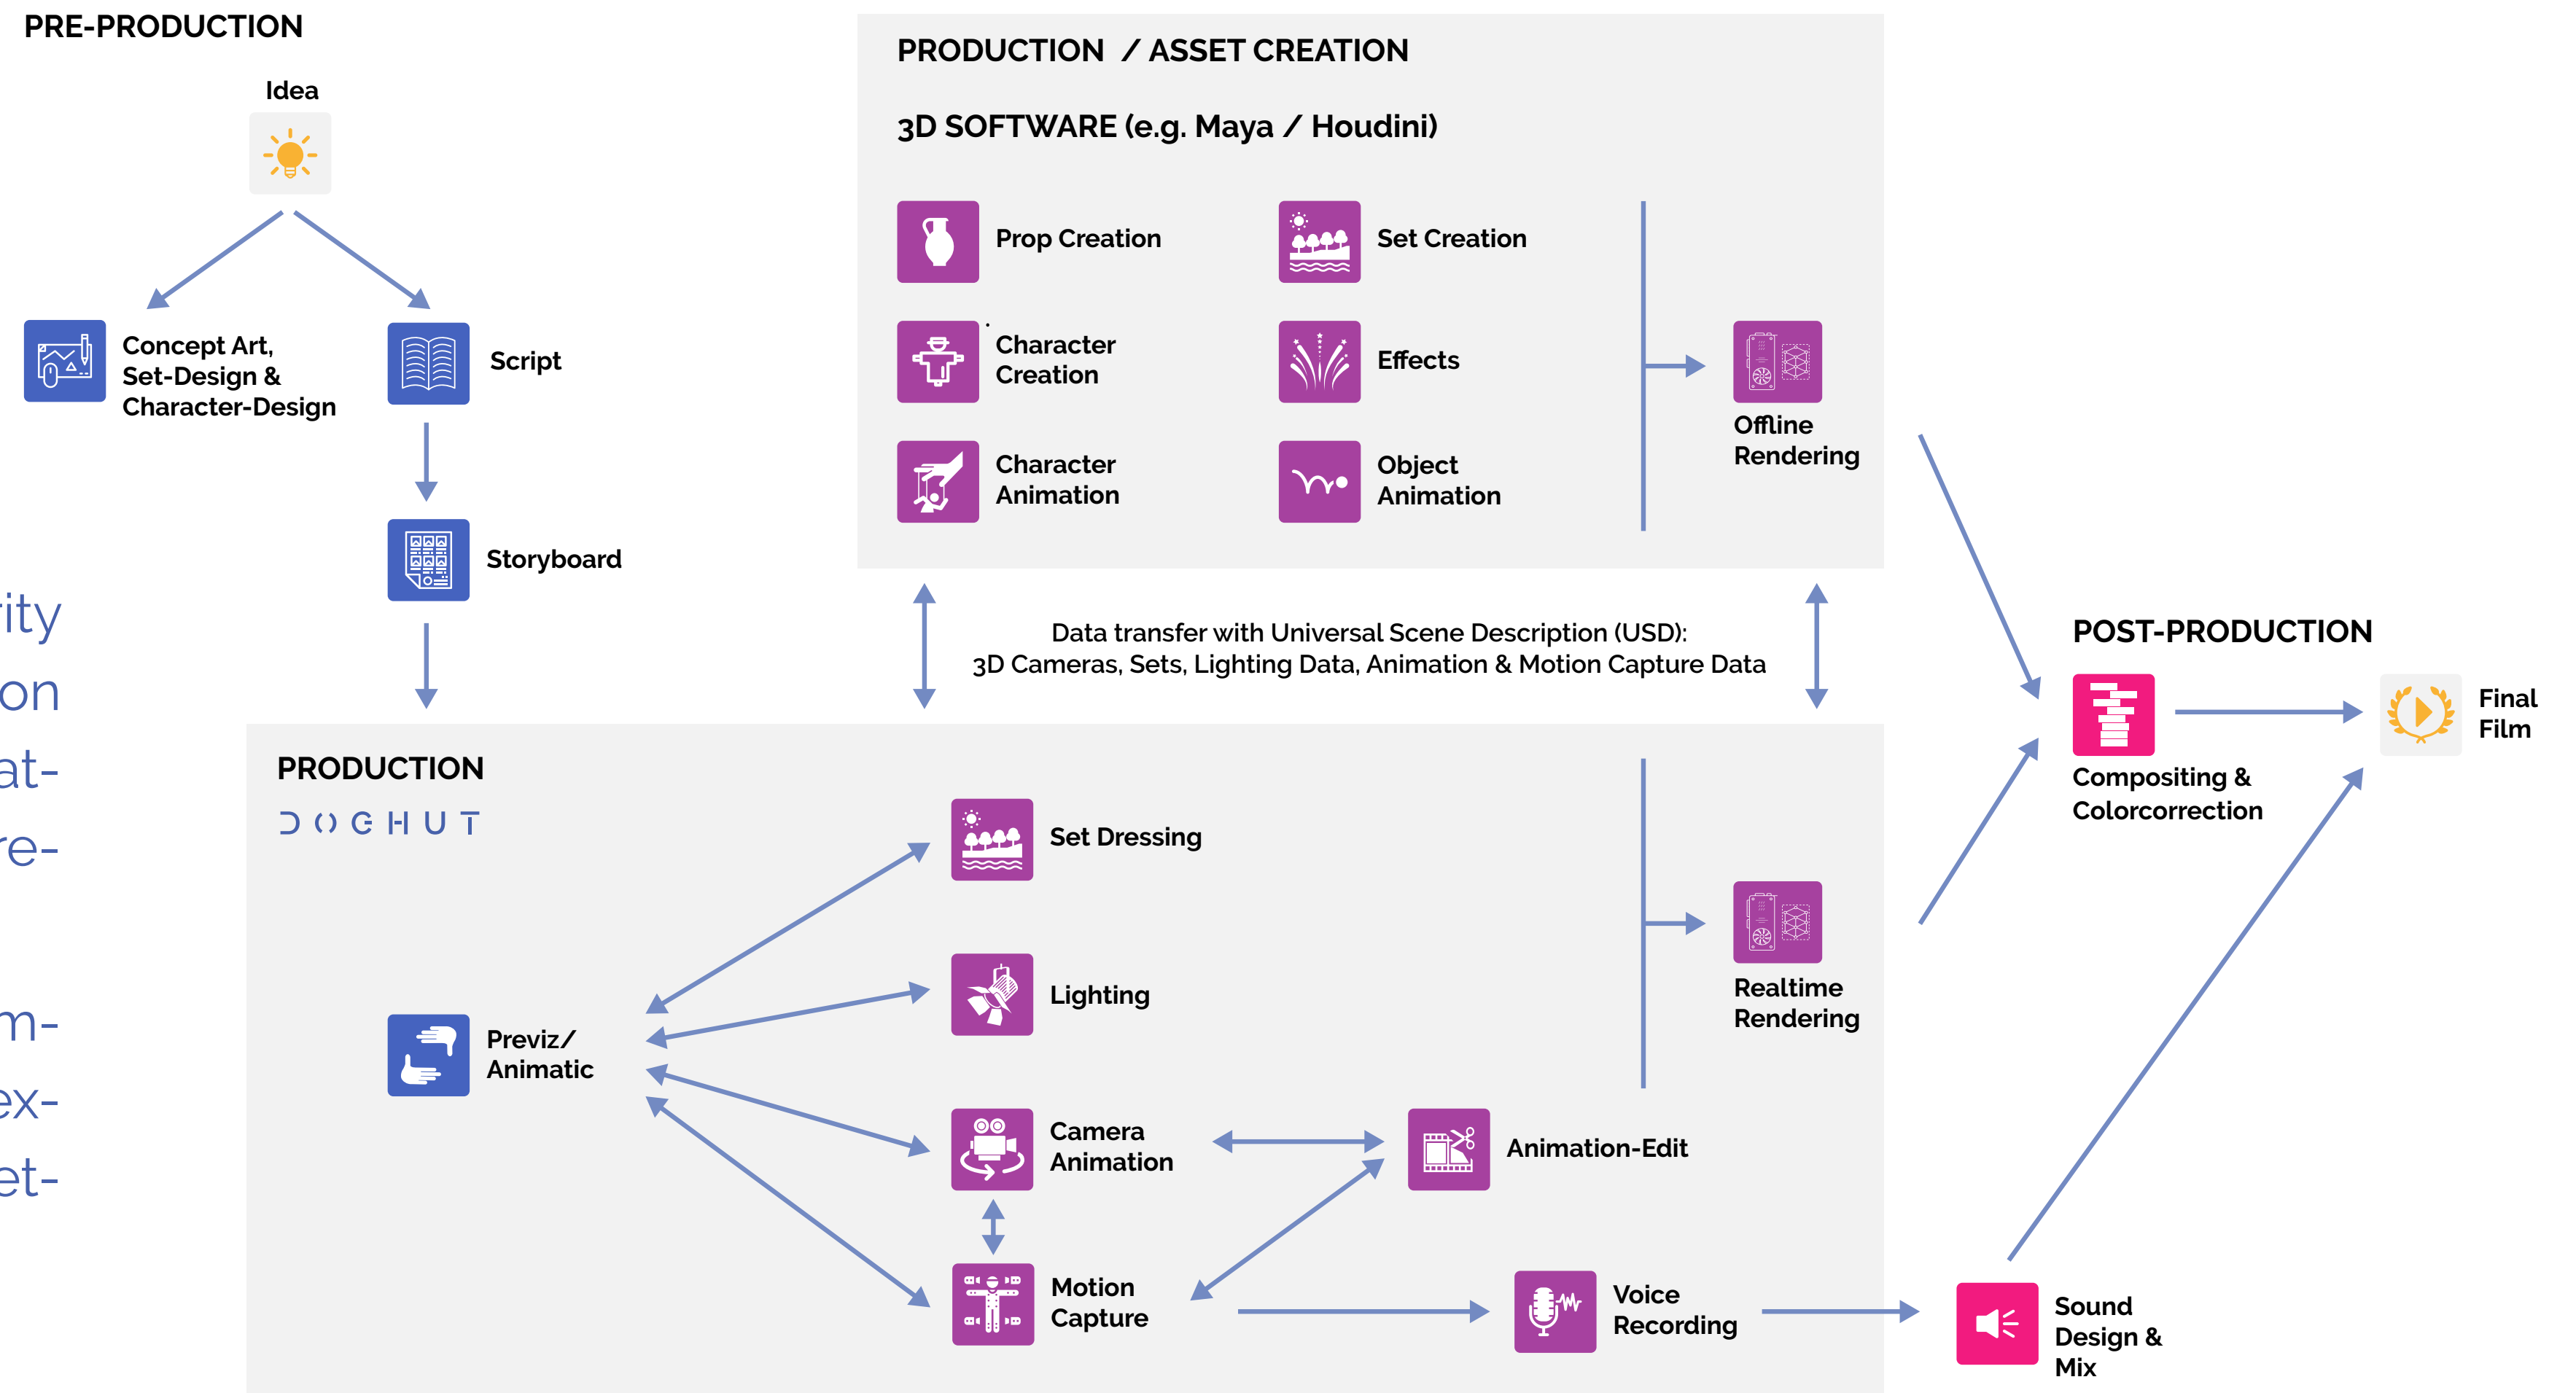 PRE-PRODUCTION
Idea
Concept Art,
Set-Design &
Character-Design
Script
Storyboard
rity
on
at-
re-
m-
ex-
et-
PRODUCTION / ASSET CREATION
3D SOFTWARE (e.g. Maya / Houdini)
Prop Creation
Set Creation
Character
Creation
Effects
Character
Animation
Object
Animation
Offline
Rendering
Data transfer with Universal Scene Description (USD):
3D Cameras, Sets, Lighting Data, Animation & Motion Capture Data
PRODUCTION
DOGHUT
Set Dressing
Lighting
Previz/
Animatic
Camera
Animation
Animation-Edit
Motion
Capture
Voice
Recording
Realtime
Rendering
POST-PRODUCTION
Compositing &
Colorcorrection
Final
Film
Sound
Design &
Mix